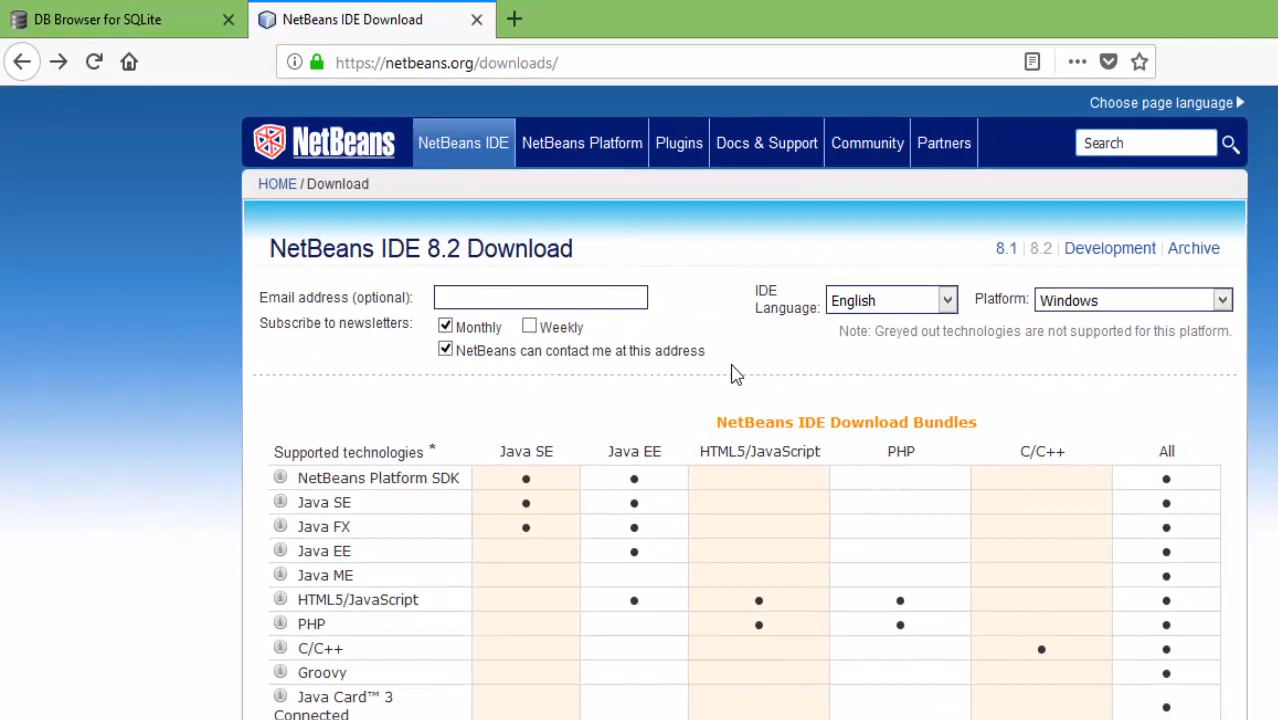 DB Browser for SQLite
NetBeans IDE Download
https://netbeans.org/downloads/
Choose page language
NetBeans
NetBeans IDE
NetBeans Platform
Plugins
Docs & Support
Community
Partners
Search
HOME / Download
NetBeans IDE 8.2 Download
8.1 | 8.2 | Development | Archive
Email address (optional):
Subscribe to newsletters:
Monthly
Weekly
NetBeans can contact me at this address
IDE
Language:
English
Platform:
Windows
Note: Greyed out technologies are not supported for this platform.
NetBeans IDE Download Bundles
Supported technologies *
Java SE
Java EE
HTML5/JavaScript
PHP
C/C++
All
NetBeans Platform SDK
Java SE
Java FX
Java EE
Java ME
HTML5/JavaScript
PHP
C/C++
Groovy
Java Card™ 3
Connected